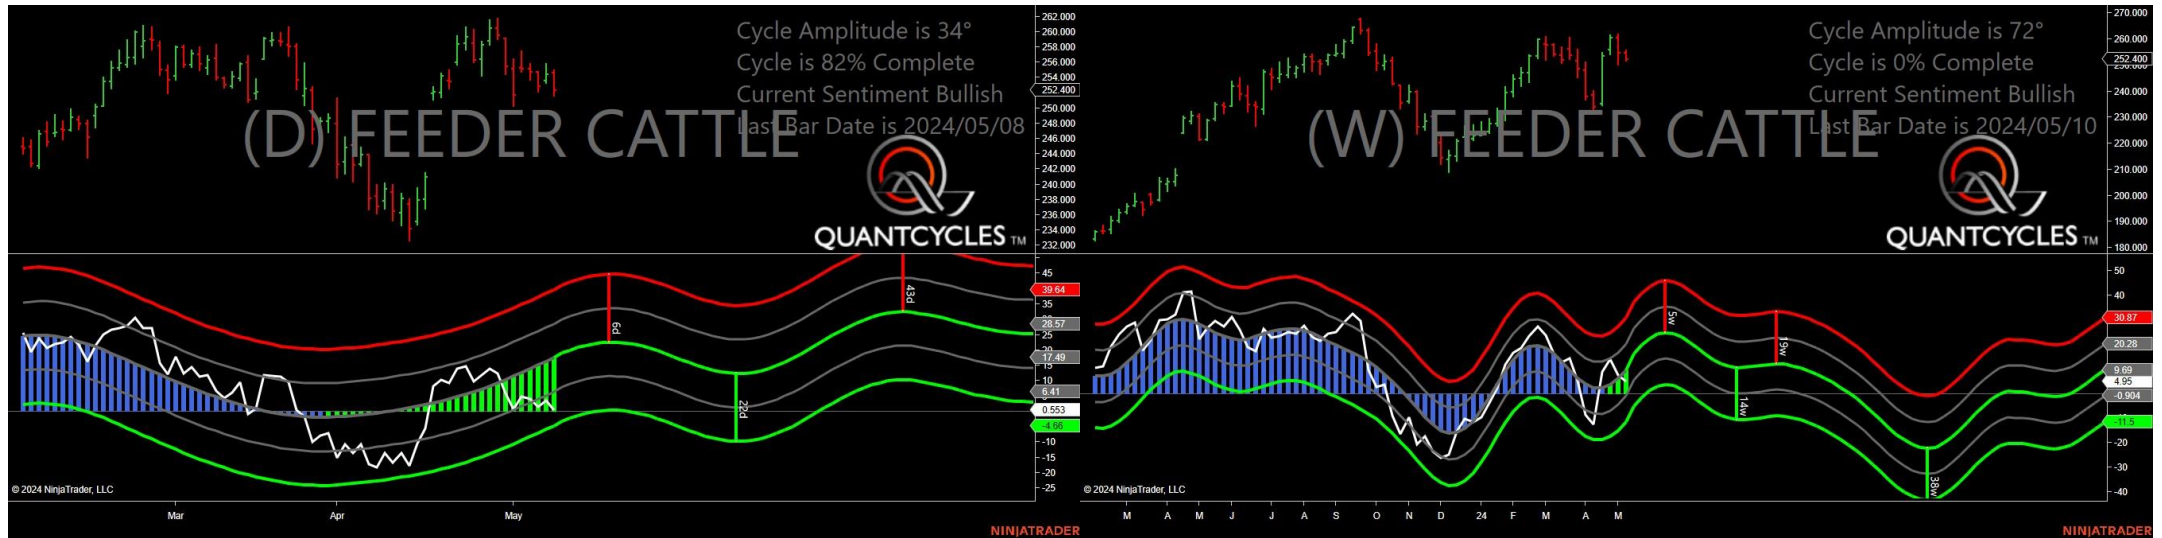 Cycle Amplitude is 34°
Cycle is 82% Complete
Current Sentiment Bullish
Last Bar Date is 2024/05/08
(D) FEEDER CATTLE
QUANTCYCLES TM
262.000
260.000
258.000
256.000
254.000
252.400
250.000
248.000
246.000
244.000
242.000
240.000
238.000
236.000
234.000
232.000
6d
22d
43d
45
39.64
35
28.57
25
17.49
15
10
6.41
0.553
-4.66
-10
-15
-20
-25
© 2024 NinjaTrader, LLC
Mar Apr May
NINJATRADER
Cycle Amplitude is 72°
Cycle is 0% Complete
Current Sentiment Bullish
Last Bar Date is 2024/05/10
(W) FEEDER CATTLE
QUANTCYCLES TM
270.000
260.000
252.400
250.000
240.000
230.000
220.000
210.000
200.000
190.000
180.000
5w
14w
19w
38w
50
40
30.87
20.28
9.69
4.95
-0.904
-11.5
-20
-30
-40
© 2024 NinjaTrader, LLC
M A M J J A S O N D 24 F M A M
NINJATRADER